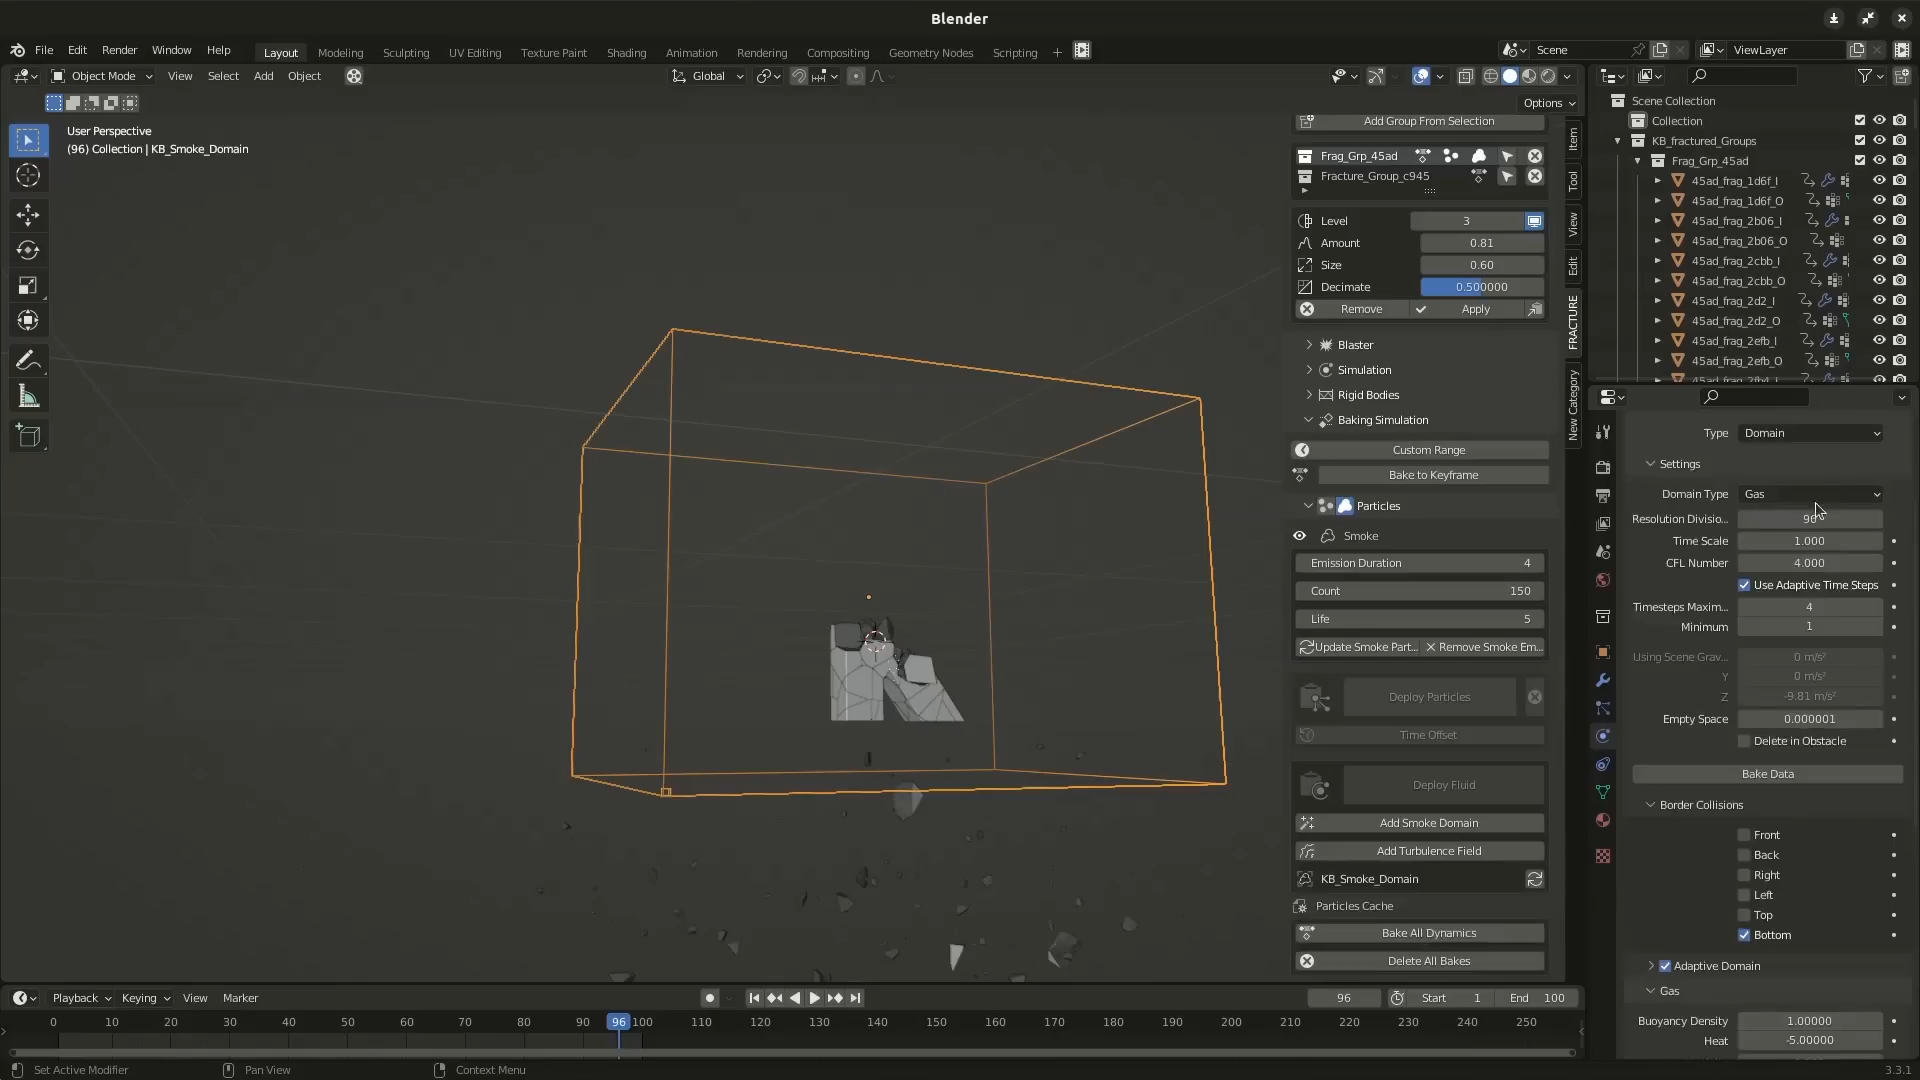 Blender
File Edit Render Window Help Layout Modeling Sculpting UV Editing Texture Paint Shading Animation Rendering Compositing Geometry Nodes Scripting + Scene ViewLayer
Object Mode View Select Add Object Global
Options
User Perspective
(96) Collection | KB_Smoke_Domain
Add Group From Selection
Frag_Grp_45ad
Fracture_Group_c945
Level 3
Amount 0.81
Size 0.60
Decimate 0.500000
Remove Apply
Blaster
Simulation
Rigid Bodies
Baking Simulation
Custom Range
Bake to Keyframe
Particles
Smoke
Emission Duration 4
Count 150
Life 5
Update Smoke Part... Remove Smoke Em...
Deploy Particles
Time Offset
Deploy Fluid
Add Smoke Domain
Add Turbulence Field
KB_Smoke_Domain
Particles Cache
Bake All Dynamics
Delete All Bakes
Item
Tool
View
Edit
FRACTURE
New Category
Scene Collection
Collection
KB_fractured_Groups
Frag_Grp_45ad
45ad_frag_1d6f_I
45ad_frag_1d6f_O
45ad_frag_2b06_I
45ad_frag_2b06_O
45ad_frag_2cbb_I
45ad_frag_2cbb_O
45ad_frag_2d2_I
45ad_frag_2d2_O
45ad_frag_2efb_I
45ad_frag_2efb_O
Type Domain
Settings
Domain Type Gas
Resolution Divisio... 96
Time Scale 1.000
CFL Number 4.000
Use Adaptive Time Steps
Timesteps Maxim... 4
Minimum 1
Using Scene Grav... 0 m/s²
Y 0 m/s²
Z -9.81 m/s²
Empty Space 0.000001
Delete in Obstacle
Bake Data
Border Collisions
Front
Back
Right
Left
Top
Bottom
Adaptive Domain
Gas
Buoyancy Density 1.00000
Heat -5.00000
Playback Keying View Marker 96 Start 1 End 100
0 10 20 30 40 50 60 70 80 90 96 100 110 120 130 140 150 160 170 180 190 200 210 220 230 240 250
Set Active Modifier Pan View Context Menu 3.3.1